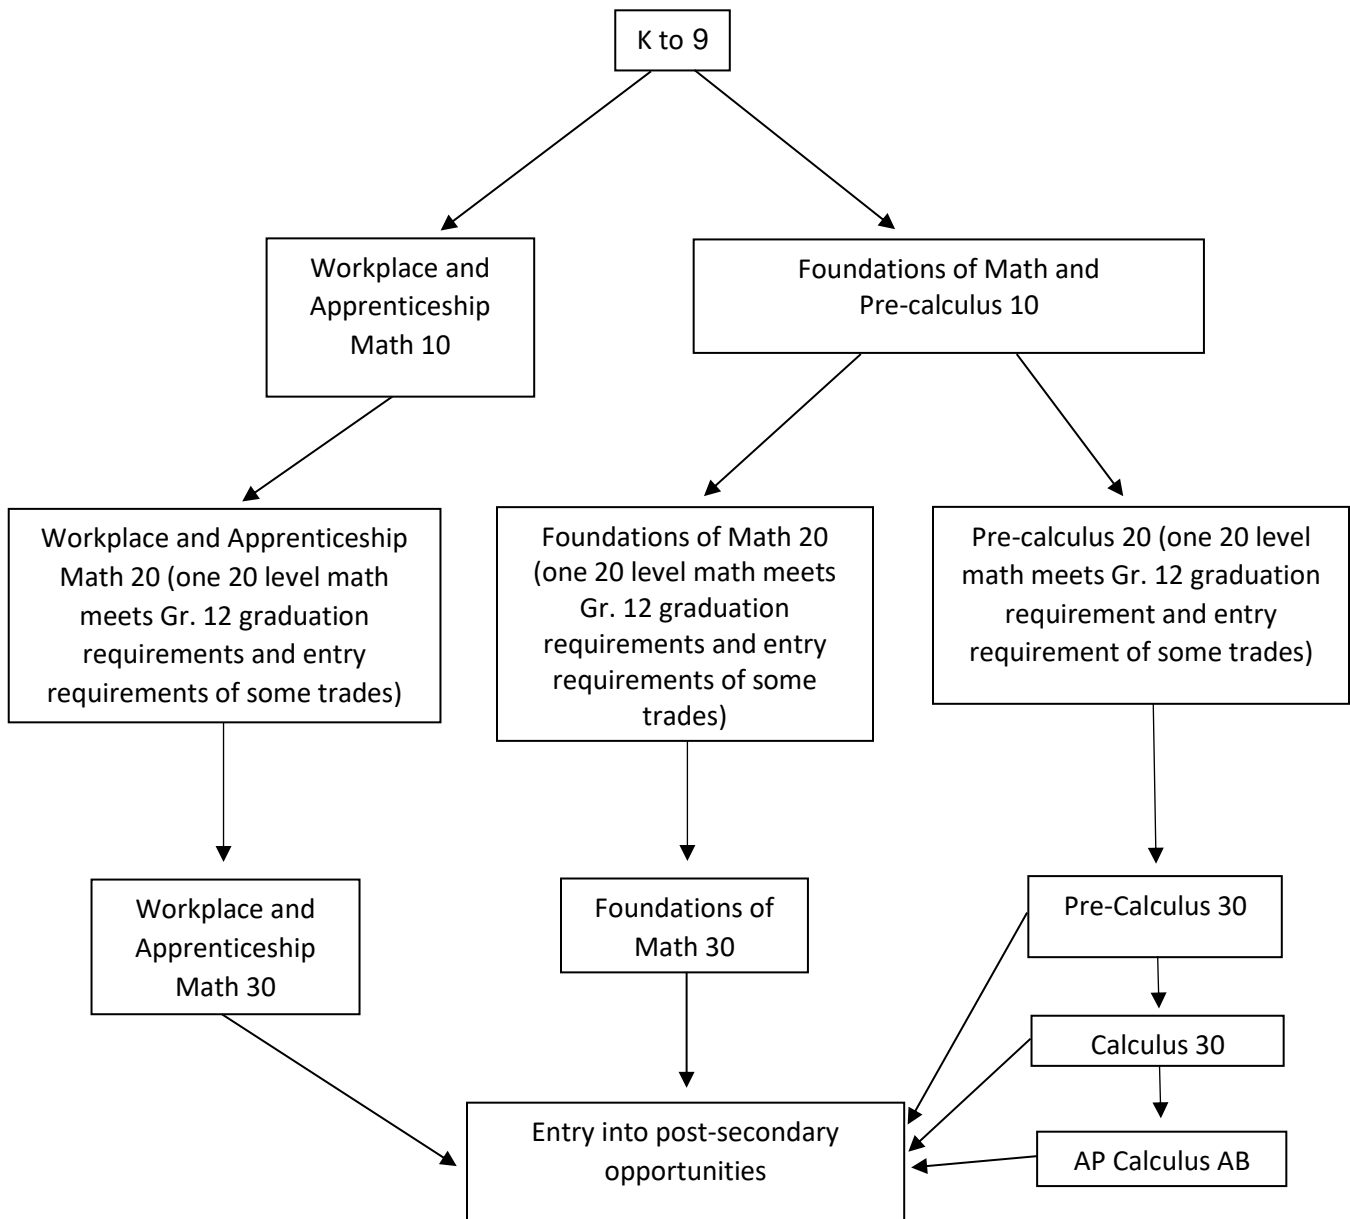 K to 9
Workplace and
Apprenticeship
Math 10
Foundations of Math and
Pre-calculus 10
Workplace and Apprenticeship
Math 20 (one 20 level math
meets Gr. 12 graduation
requirements and entry
requirements of some trades)
Foundations of Math 20
(one 20 level math meets
Gr. 12 graduation
requirements and entry
requirements of some
trades)
Pre-calculus 20 (one 20 level
math meets Gr. 12 graduation
requirement and entry
requirement of some trades)
Workplace and
Apprenticeship
Math 30
Foundations of
Math 30
Pre-Calculus 30
Calculus 30
AP Calculus AB
Entry into post-secondary
opportunities